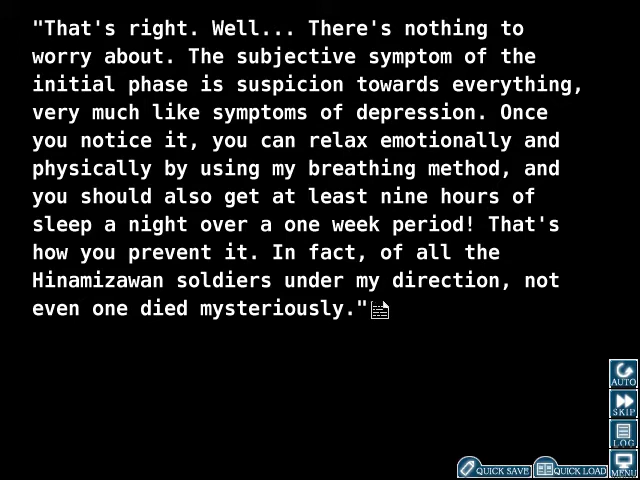 "That's right. Well... There's nothing to
worry about. The subjective symptom of the
initial phase is suspicion towards everything,
very much like symptoms of depression. Once
you notice it, you can relax emotionally and
physically by using my breathing method, and
you should also get at least nine hours of
sleep a night over a one week period! That's
how you prevent it. In fact, of all the
Hinamizawan soldiers under my direction, not
even one died mysteriously."
AUTO
SKIP
LOG
QUICK SAVE
QUICK LOAD
MENU